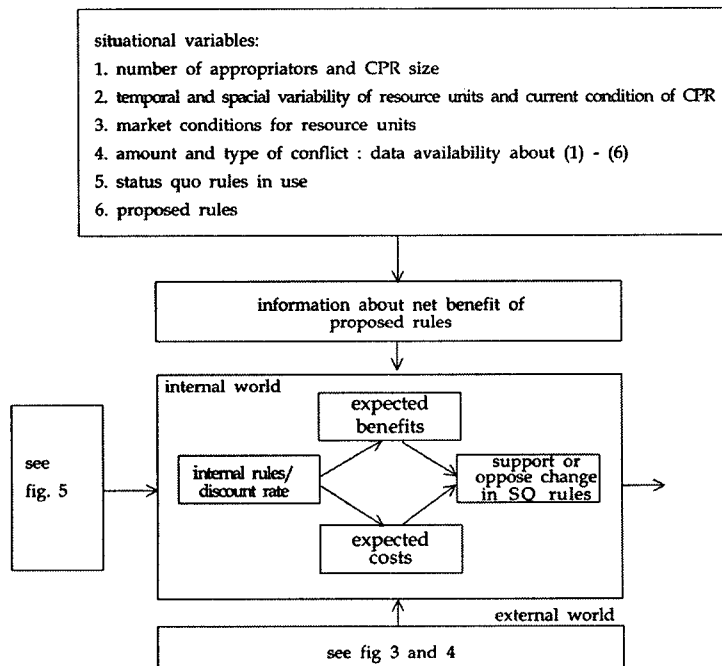 situational variables:
1. number of appropriators and CPR size
2. temporal and spacial variability of resource units and current condition of CPR
3. market conditions for resource units
4. amount and type of conflict : data availability about (1) - (6)
5. status quo rules in use
6. proposed rules
information about net benefit of
proposed rules
internal world
expected
benefits
see
fig. 5
internal rules/
discount rate
support or
oppose change
in SQ rules
expected
costs
external world
see fig 3 and 4